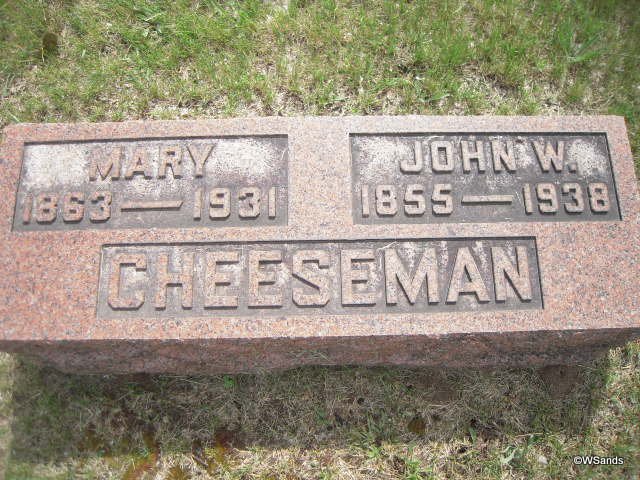 MARY
1863—1931
JOHN W.
1855—1938
CHEESEMAN
©WSands